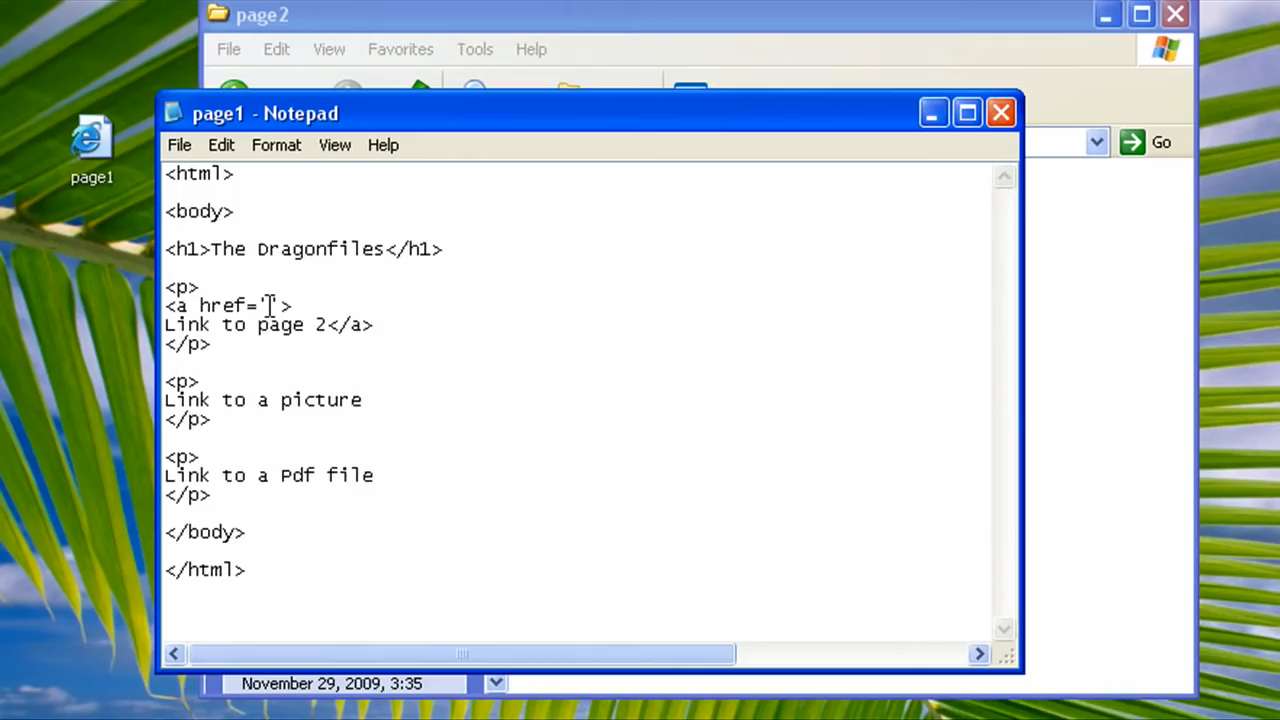 page2
File Edit View Favorites Tools Help
page1 - Notepad
File Edit Format View Help
Go
page1
<html>
<body>
<h1>The Dragonfiles</h1>
<p>
<a href=''>
Link to page 2</a>
</p>
<p>
Link to a picture
</p>
<p>
Link to a Pdf file
</p>
</body>
</html>
November 29, 2009, 3:35